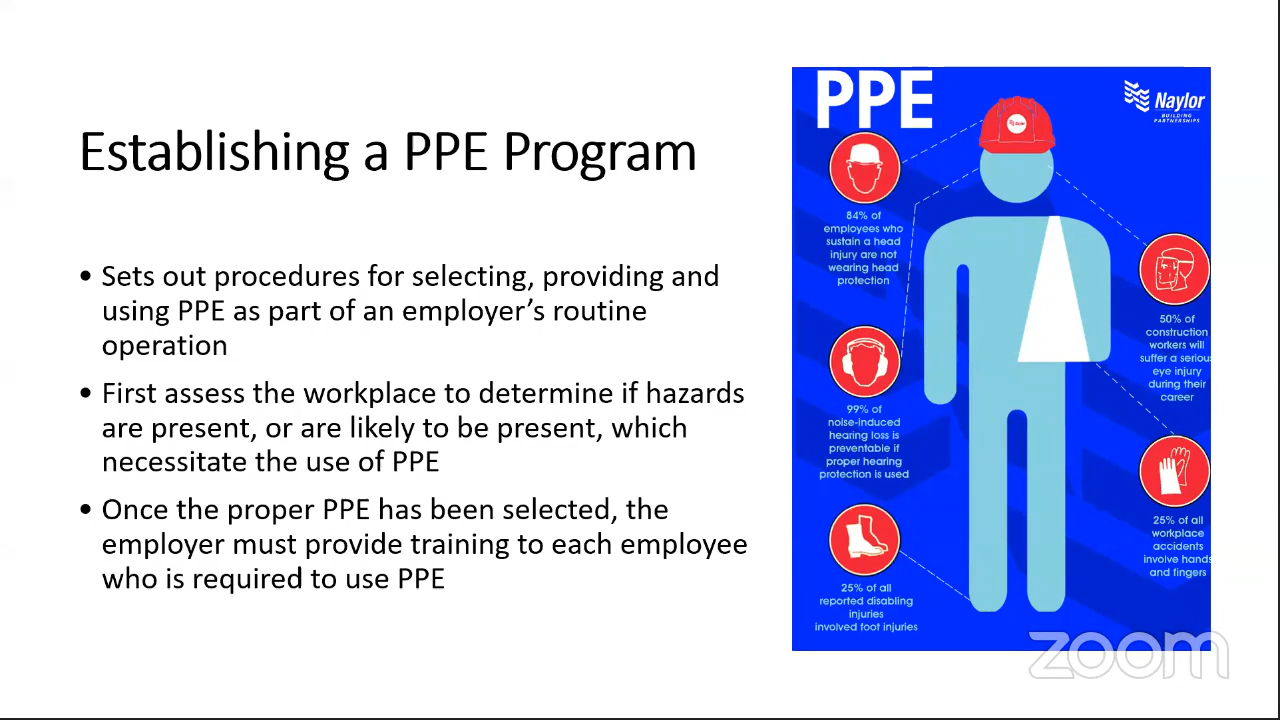 Establishing a PPE Program
• Sets out procedures for selecting, providing and
using PPE as part of an employer’s routine
operation
• First assess the workplace to determine if hazards
are present, or are likely to be present, which
necessitate the use of PPE
• Once the proper PPE has been selected, the
employer must provide training to each employee
who is required to use PPE
PPE
Naylor
BUILDING
PARTNERSHIPS
Naylor
84% of
employees who
sustain a head
injury are not
wearing head
protection
50% of
construction
workers will
suffer a serious
eye injury
during their
career
99% of
noise-induced
hearing loss is
preventable if
proper hearing
protection is used
25% of all
workplace
accidents
involve hands
and fingers
25% of all
reported disabling
injuries
involved foot injuries
zoom